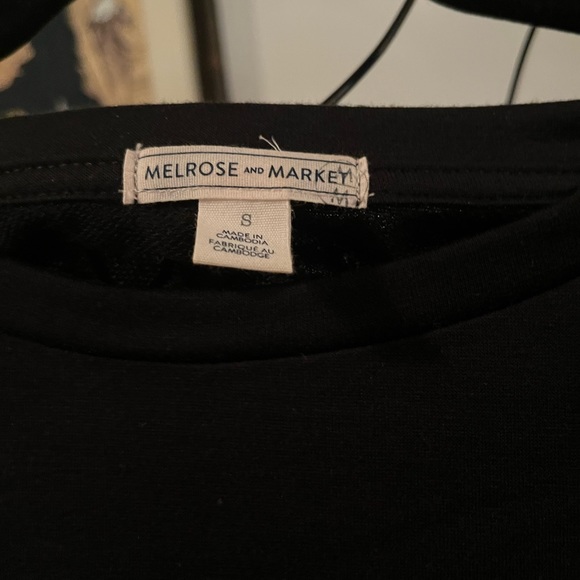 MELROSE AND MARKET
S
MADE IN
CAMBODIA
FABRIQUÉ AU
CAMBODGE